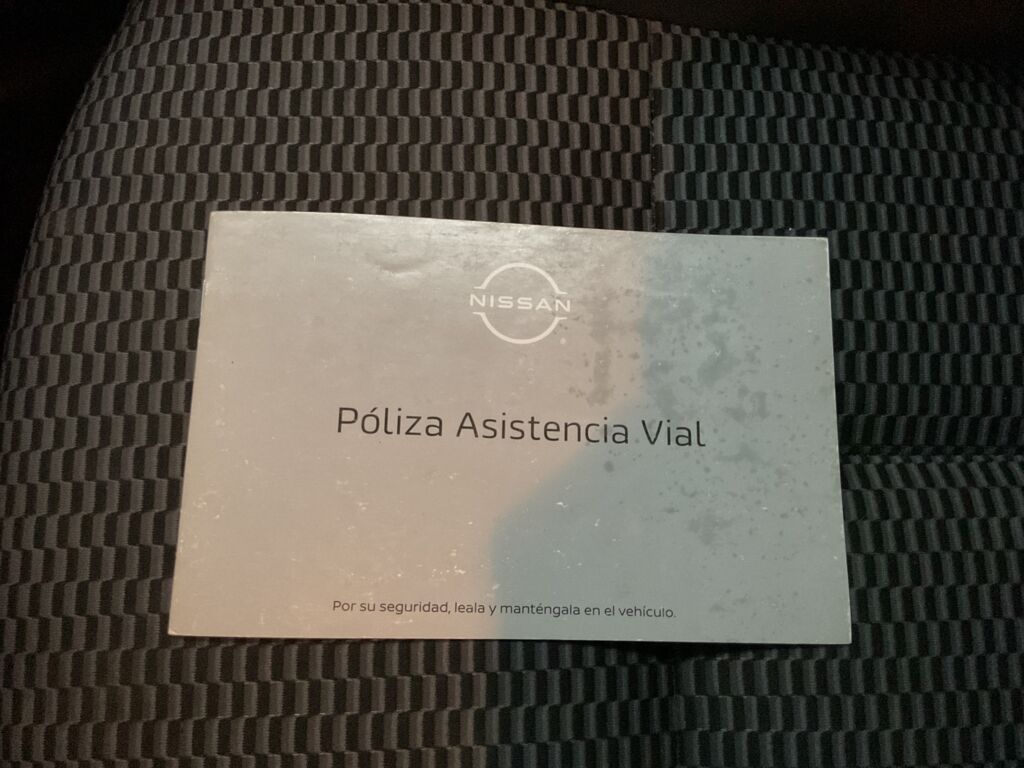 NISSAN
Póliza Asistencia Vial
Por su seguridad, leala y manténgala en el vehículo.